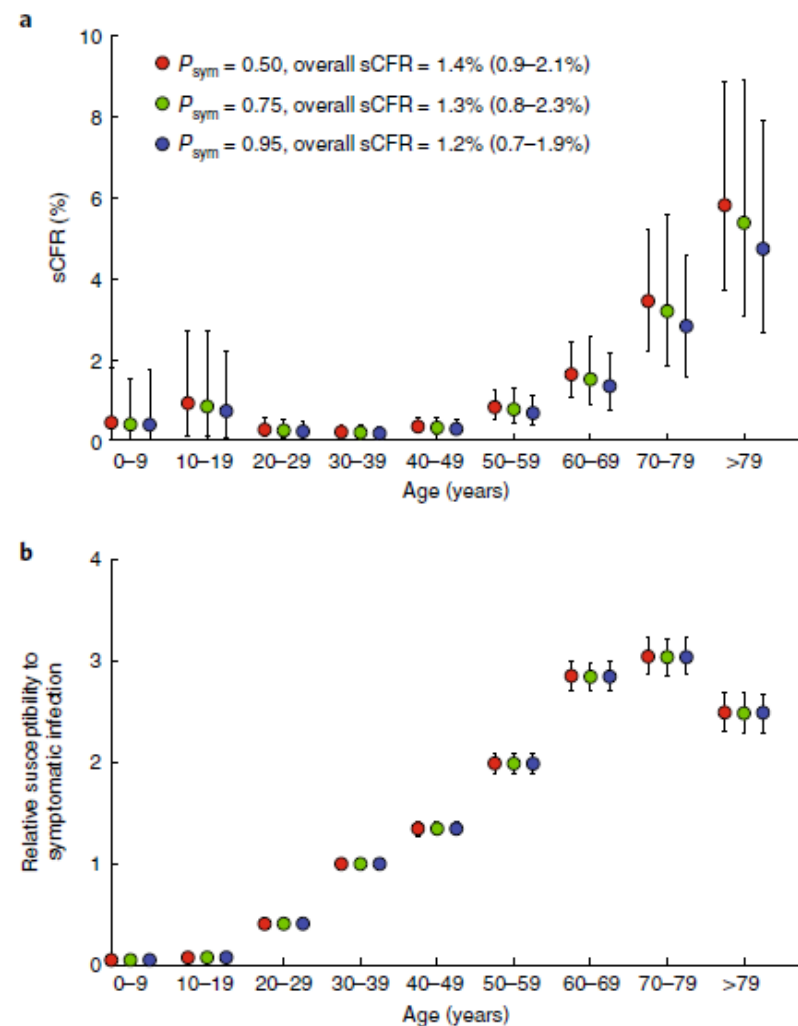 a
10
8
6
4
2
0
sCFR (%)
Psym = 0.50, overall sCFR = 1.4% (0.9–2.1%)
Psym = 0.75, overall sCFR = 1.3% (0.8–2.3%)
Psym = 0.95, overall sCFR = 1.2% (0.7–1.9%)
0–9 10–19 20–29 30–39 40–49 50–59 60–69 70–79 >79
Age (years)
b
4
3
2
1
0
Relative susceptibility to
symptomatic infection
0–9 10–19 20–29 30–39 40–49 50–59 60–69 70–79 >79
Age (years)